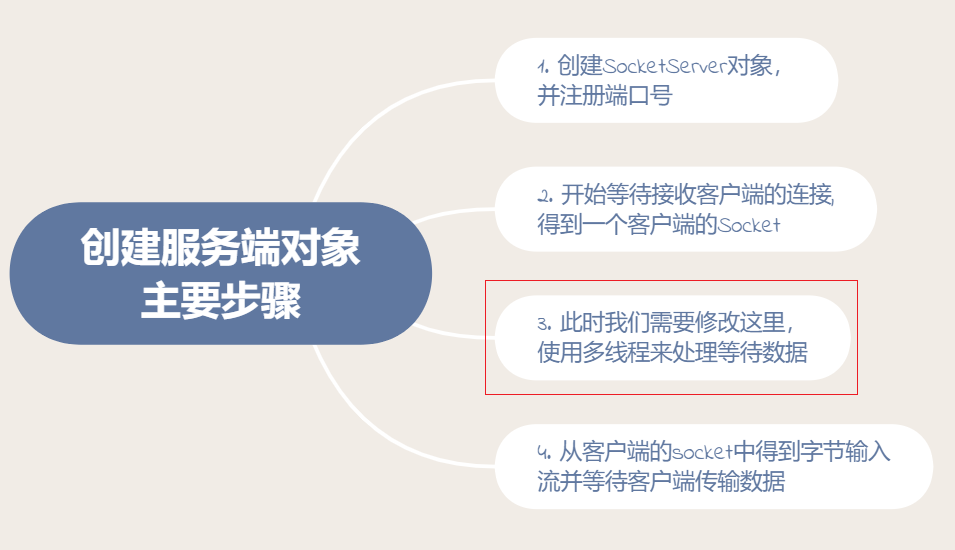 创建服务端对象
主要步骤
1. 创建SocketServer对象，
并注册端口号
2. 开始等待接收客户端的连接,
得到一个客户端的Socket
3. 此时我们需要修改这里，
使用多线程来处理等待数据
4. 从客户端的socket中得到字节输入
流并等待客户端传输数据